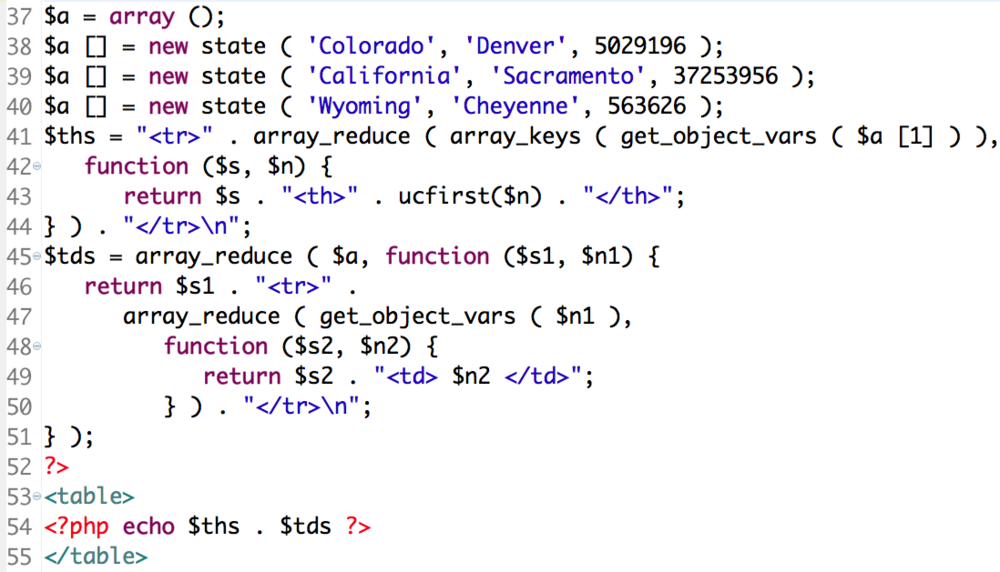 37 $a = array ();
38 $a [] = new state ( 'Colorado', 'Denver', 5029196 );
39 $a [] = new state ( 'California', 'Sacramento', 37253956 );
40 $a [] = new state ( 'Wyoming', 'Cheyenne', 563626 );
41 $ths = "<tr>" . array_reduce ( array_keys ( get_object_vars ( $a [1] ) ),
42    function ($s, $n) {
43       return $s . "<th>" . ucfirst($n) . "</th>";
44 } ) . "</tr>\n";
45 $tds = array_reduce ( $a, function ($s1, $n1) {
46    return $s1 . "<tr>" .
47       array_reduce ( get_object_vars ( $n1 ),
48          function ($s2, $n2) {
49             return $s2 . "<td> $n2 </td>";
50          } ) . "</tr>\n";
51 } );
52 ?>
53 <table>
54 <?php echo $ths . $tds ?>
55 </table>